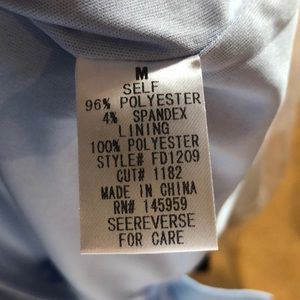 M
SELF
96% POLYESTER
4% SPANDEX
LINING
100% POLYESTER
STYLE# FD1209
CUT# 1182
MADE IN CHINA
RN# 145959
SEEREVERSE
FOR CARE